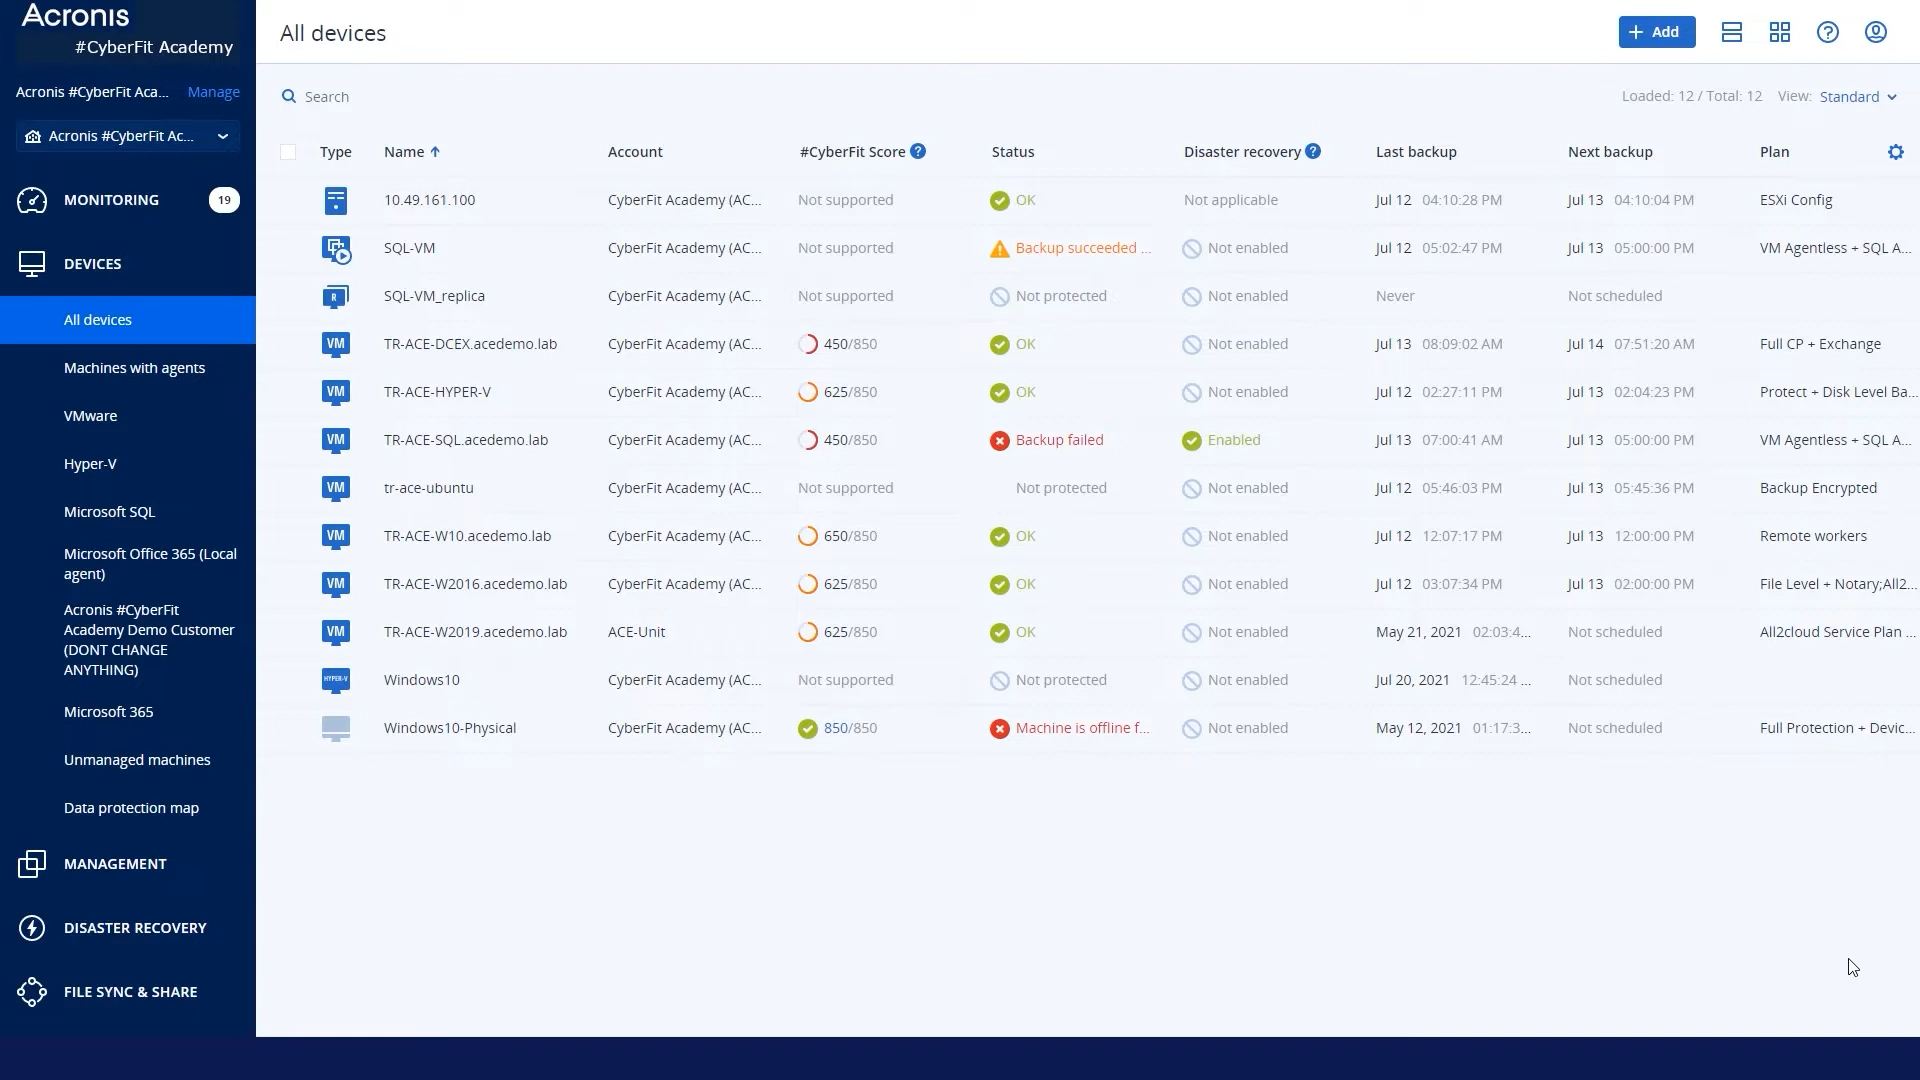 Acronis
#CyberFit Academy
Acronis #CyberFit Aca... Manage
Acronis #CyberFit Ac...
MONITORING 19
DEVICES
All devices
Machines with agents
VMware
Hyper-V
Microsoft SQL
Microsoft Office 365 (Local
agent)
Acronis #CyberFit
Academy Demo Customer
(DONT CHANGE
ANYTHING)
Microsoft 365
Unmanaged machines
Data protection map
MANAGEMENT
DISASTER RECOVERY
FILE SYNC & SHARE
All devices
+ Add
Search
Loaded: 12 / Total: 12 View: Standard
Type Name Account #CyberFit Score ? Status Disaster recovery ? Last backup Next backup Plan
10.49.161.100 CyberFit Academy (AC... Not supported OK Not applicable Jul 12 04:10:28 PM Jul 13 04:10:04 PM ESXi Config
SQL-VM CyberFit Academy (AC... Not supported Backup succeeded ... Not enabled Jul 12 05:02:47 PM Jul 13 05:00:00 PM VM Agentless + SQL A...
R SQL-VM_replica CyberFit Academy (AC... Not supported Not protected Not enabled Never Not scheduled
VM TR-ACE-DCEX.acedemo.lab CyberFit Academy (AC... 450/850 OK Not enabled Jul 13 08:09:02 AM Jul 14 07:51:20 AM Full CP + Exchange
VM TR-ACE-HYPER-V CyberFit Academy (AC... 625/850 OK Not enabled Jul 12 02:27:11 PM Jul 13 02:04:23 PM Protect + Disk Level Ba...
VM TR-ACE-SQL.acedemo.lab CyberFit Academy (AC... 450/850 Backup failed Enabled Jul 13 07:00:41 AM Jul 13 05:00:00 PM VM Agentless + SQL A...
VM tr-ace-ubuntu CyberFit Academy (AC... Not supported Not protected Not enabled Jul 12 05:46:03 PM Jul 13 05:45:36 PM Backup Encrypted
VM TR-ACE-W10.acedemo.lab CyberFit Academy (AC... 650/850 OK Not enabled Jul 12 12:07:17 PM Jul 13 12:00:00 PM Remote workers
VM TR-ACE-W2016.acedemo.lab CyberFit Academy (AC... 625/850 OK Not enabled Jul 12 03:07:34 PM Jul 13 02:00:00 PM File Level + Notary;All2...
VM TR-ACE-W2019.acedemo.lab ACE-Unit 625/850 OK Not enabled May 21, 2021 02:03:4... Not scheduled All2cloud Service Plan ...
HYPER-V Windows10 CyberFit Academy (AC... Not supported Not protected Not enabled Jul 20, 2021 12:45:24 ... Not scheduled
Windows10-Physical CyberFit Academy (AC... 850/850 Machine is offline f... Not enabled May 12, 2021 01:17:3... Not scheduled Full Protection + Devic...